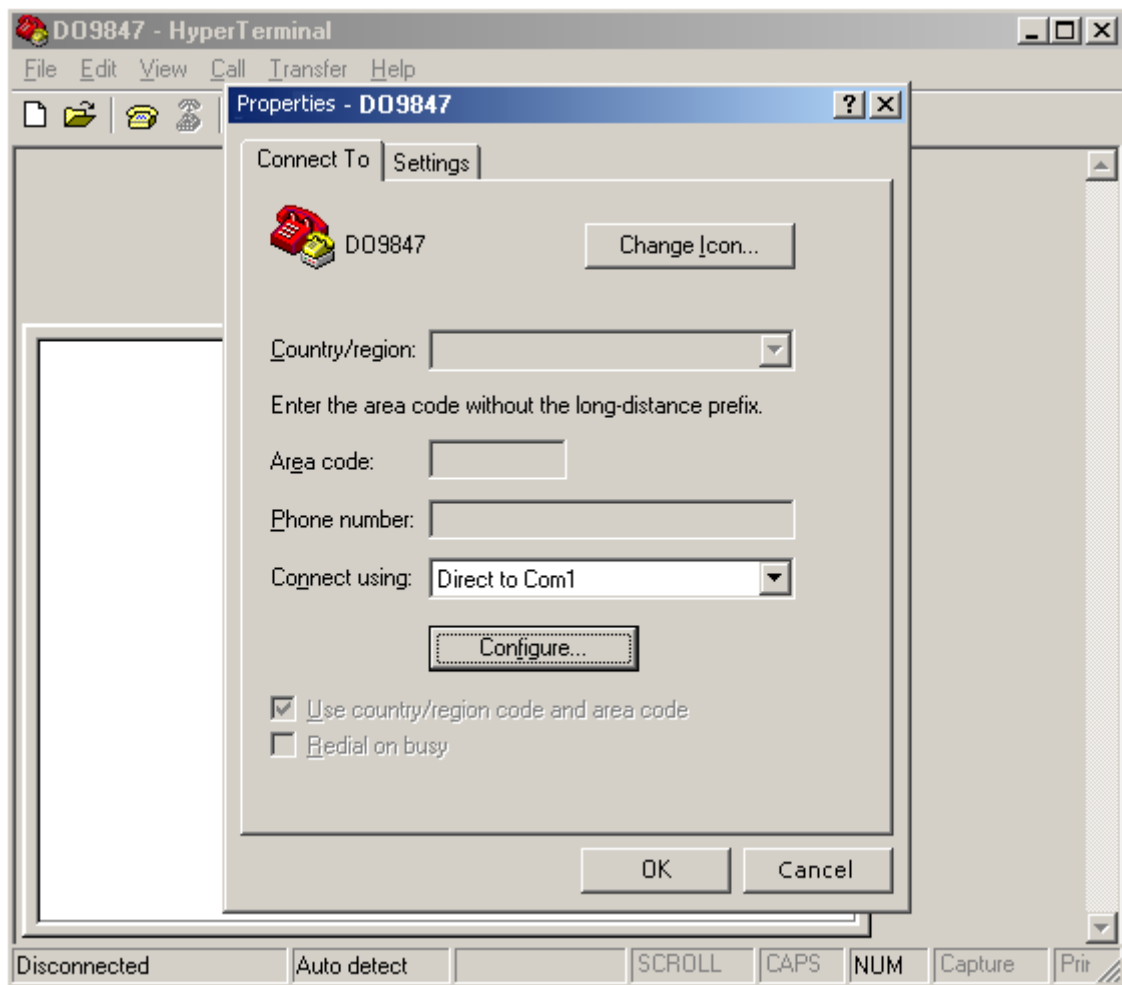 DO9847 - HyperTerminal
File Edit View Call Transfer Help
Properties - DO9847
?
Connect To Settings
DO9847 Change Icon...
Country/region:
Enter the area code without the long-distance prefix.
Area code:
Phone number:
Connect using: Direct to Com1
Configure...
Use country/region code and area code
Redial on busy
OK Cancel
Disconnected Auto detect SCROLL CAPS NUM Capture Prin